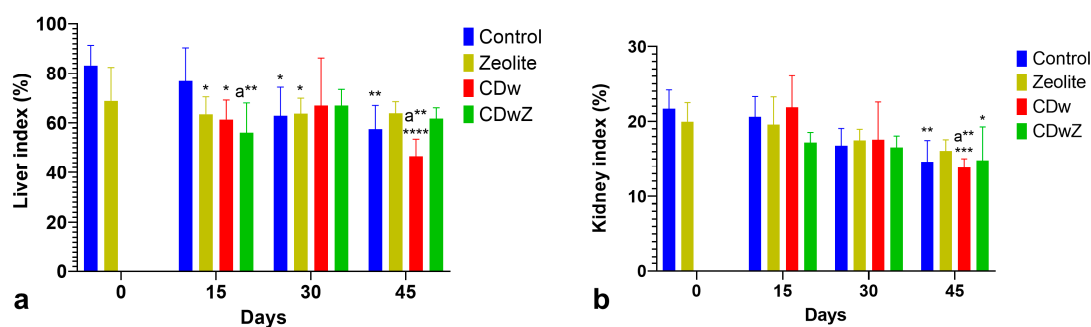 100
80
60
40
20
0
Liver index (%)
* * a** * * ** a** ****
0 15 30 45
Days
Control
Zeolite
CDw
CDwZ
a
30
20
10
0
Kidney index (%)
** a** *** *
0 15 30 45
Days
Control
Zeolite
CDw
CDwZ
b